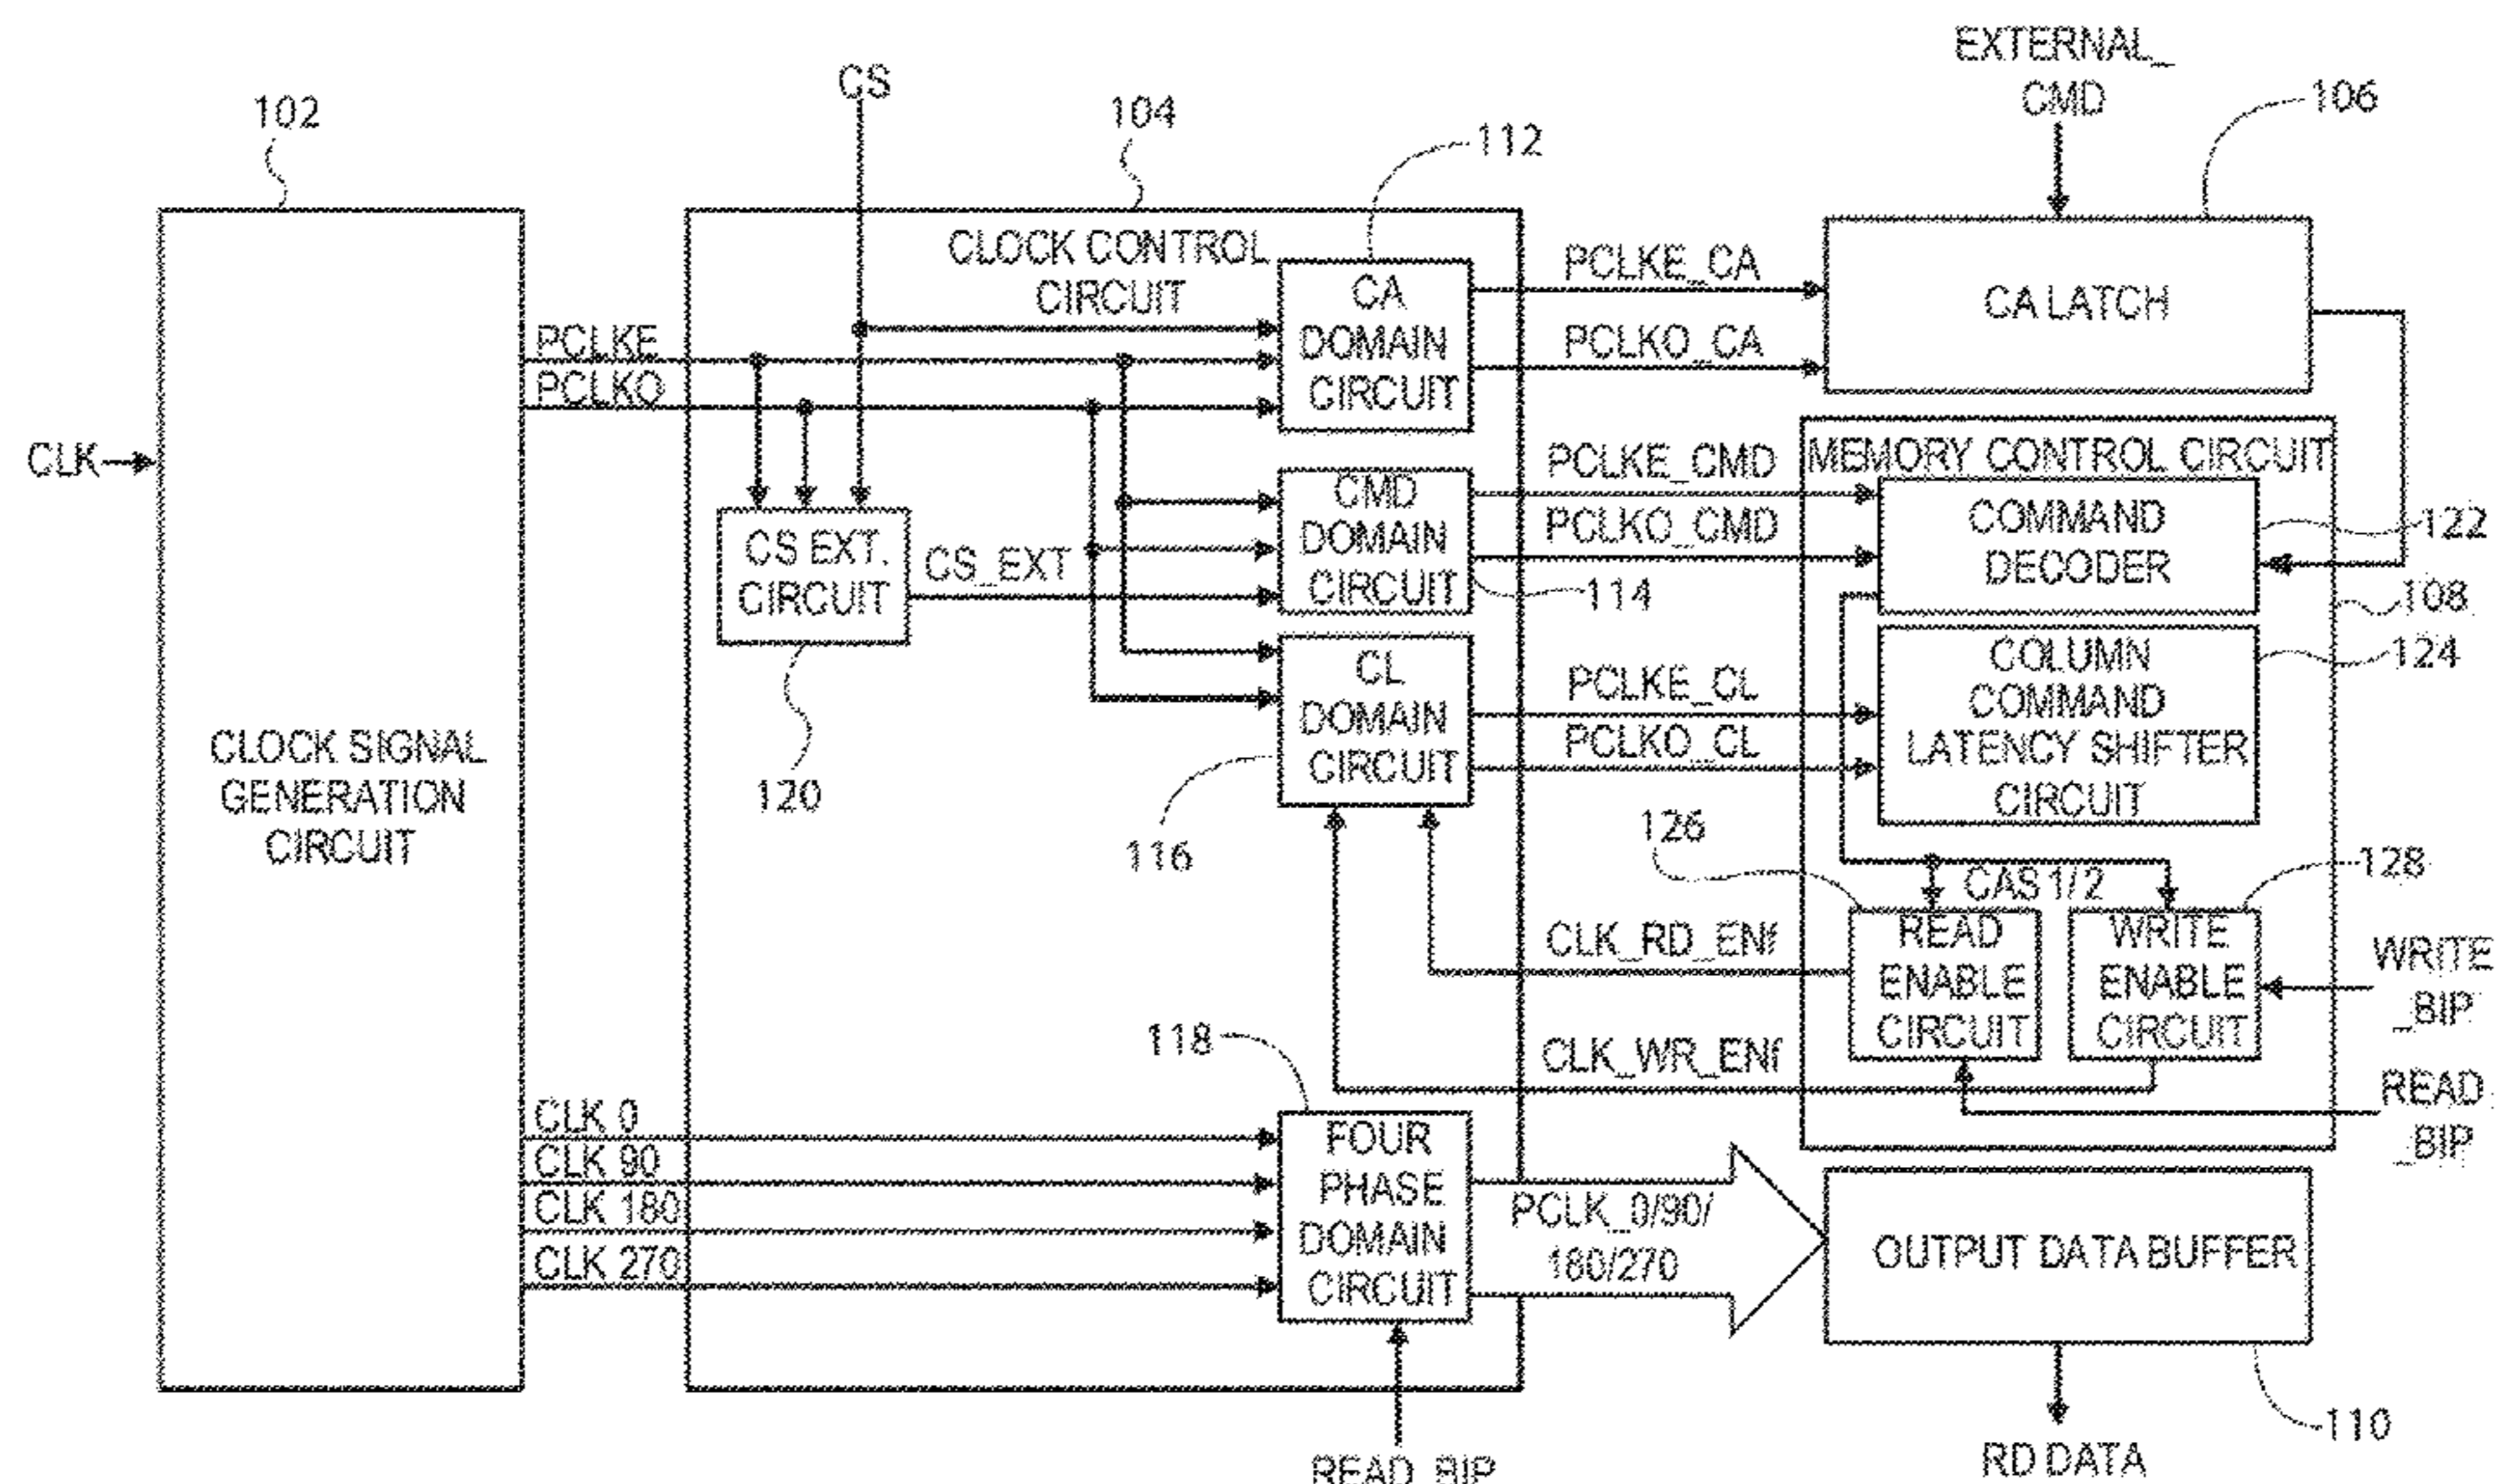 EXTERNAL_
CMD
CS
102
104
112
106
CLOCK CONTROL
CIRCUIT
CA
DOMAIN
CIRCUIT
PCLKE_CA
PCLKO_CA
CA LATCH
PCLKE
PCLKO
CLK
MEMORY CONTROL CIRCUIT
PCLKE_CMD
PCLKO_CMD
CMD
DOMAIN
CIRCUIT
COMMAND
DECODER
122
CS EXT.
CIRCUIT
CS_EXT
114
108
120
CL
DOMAIN
CIRCUIT
PCLKE_CL
PCLKO_CL
COLUMN
COMMAND
LATENCY SHIFTER
CIRCUIT
124
CLOCK SIGNAL
GENERATION
CIRCUIT
116
126
128
CAS 1/2
CLK_RD_ENf
READ
ENABLE
CIRCUIT
WRITE
ENABLE
CIRCUIT
WRITE
_BIP
118
CLK_WR_ENf
READ
_BIP
CLK 0
CLK 90
CLK 180
CLK 270
FOUR
PHASE
DOMAIN
CIRCUIT
PCLK_0/90/
180/270
OUTPUT DATA BUFFER
110
READ_BIP
RD DATA